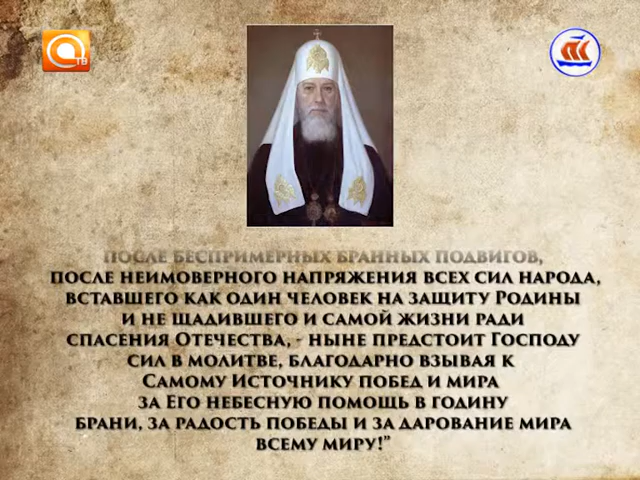 ТВ
ПОСЛЕ БЕСПРИМЕРНЫХ БРАННЫХ ПОДВИГОВ,
ПОСЛЕ НЕИМОВЕРНОГО НАПРЯЖЕНИЯ ВСЕХ СИЛ НАРОДА,
ВСТАВШЕГО КАК ОДИН ЧЕЛОВЕК НА ЗАЩИТУ РОДИНЫ
И НЕ ЩАДИВШЕГО И САМОЙ ЖИЗНИ РАДИ
СПАСЕНИЯ ОТЕЧЕСТВА, - НЫНЕ ПРЕДСТОИТ ГОСПОДУ
СИЛ В МОЛИТВЕ, БЛАГОДАРНО ВЗЫВАЯ К
САМОМУ ИСТОЧНИКУ ПОБЕД И МИРА
ЗА ЕГО НЕБЕСНУЮ ПОМОЩЬ В ГОДИНУ
БРАНИ, ЗА РАДОСТЬ ПОБЕДЫ И ЗА ДАРОВАНИЕ МИРА
ВСЕМУ МИРУ!”